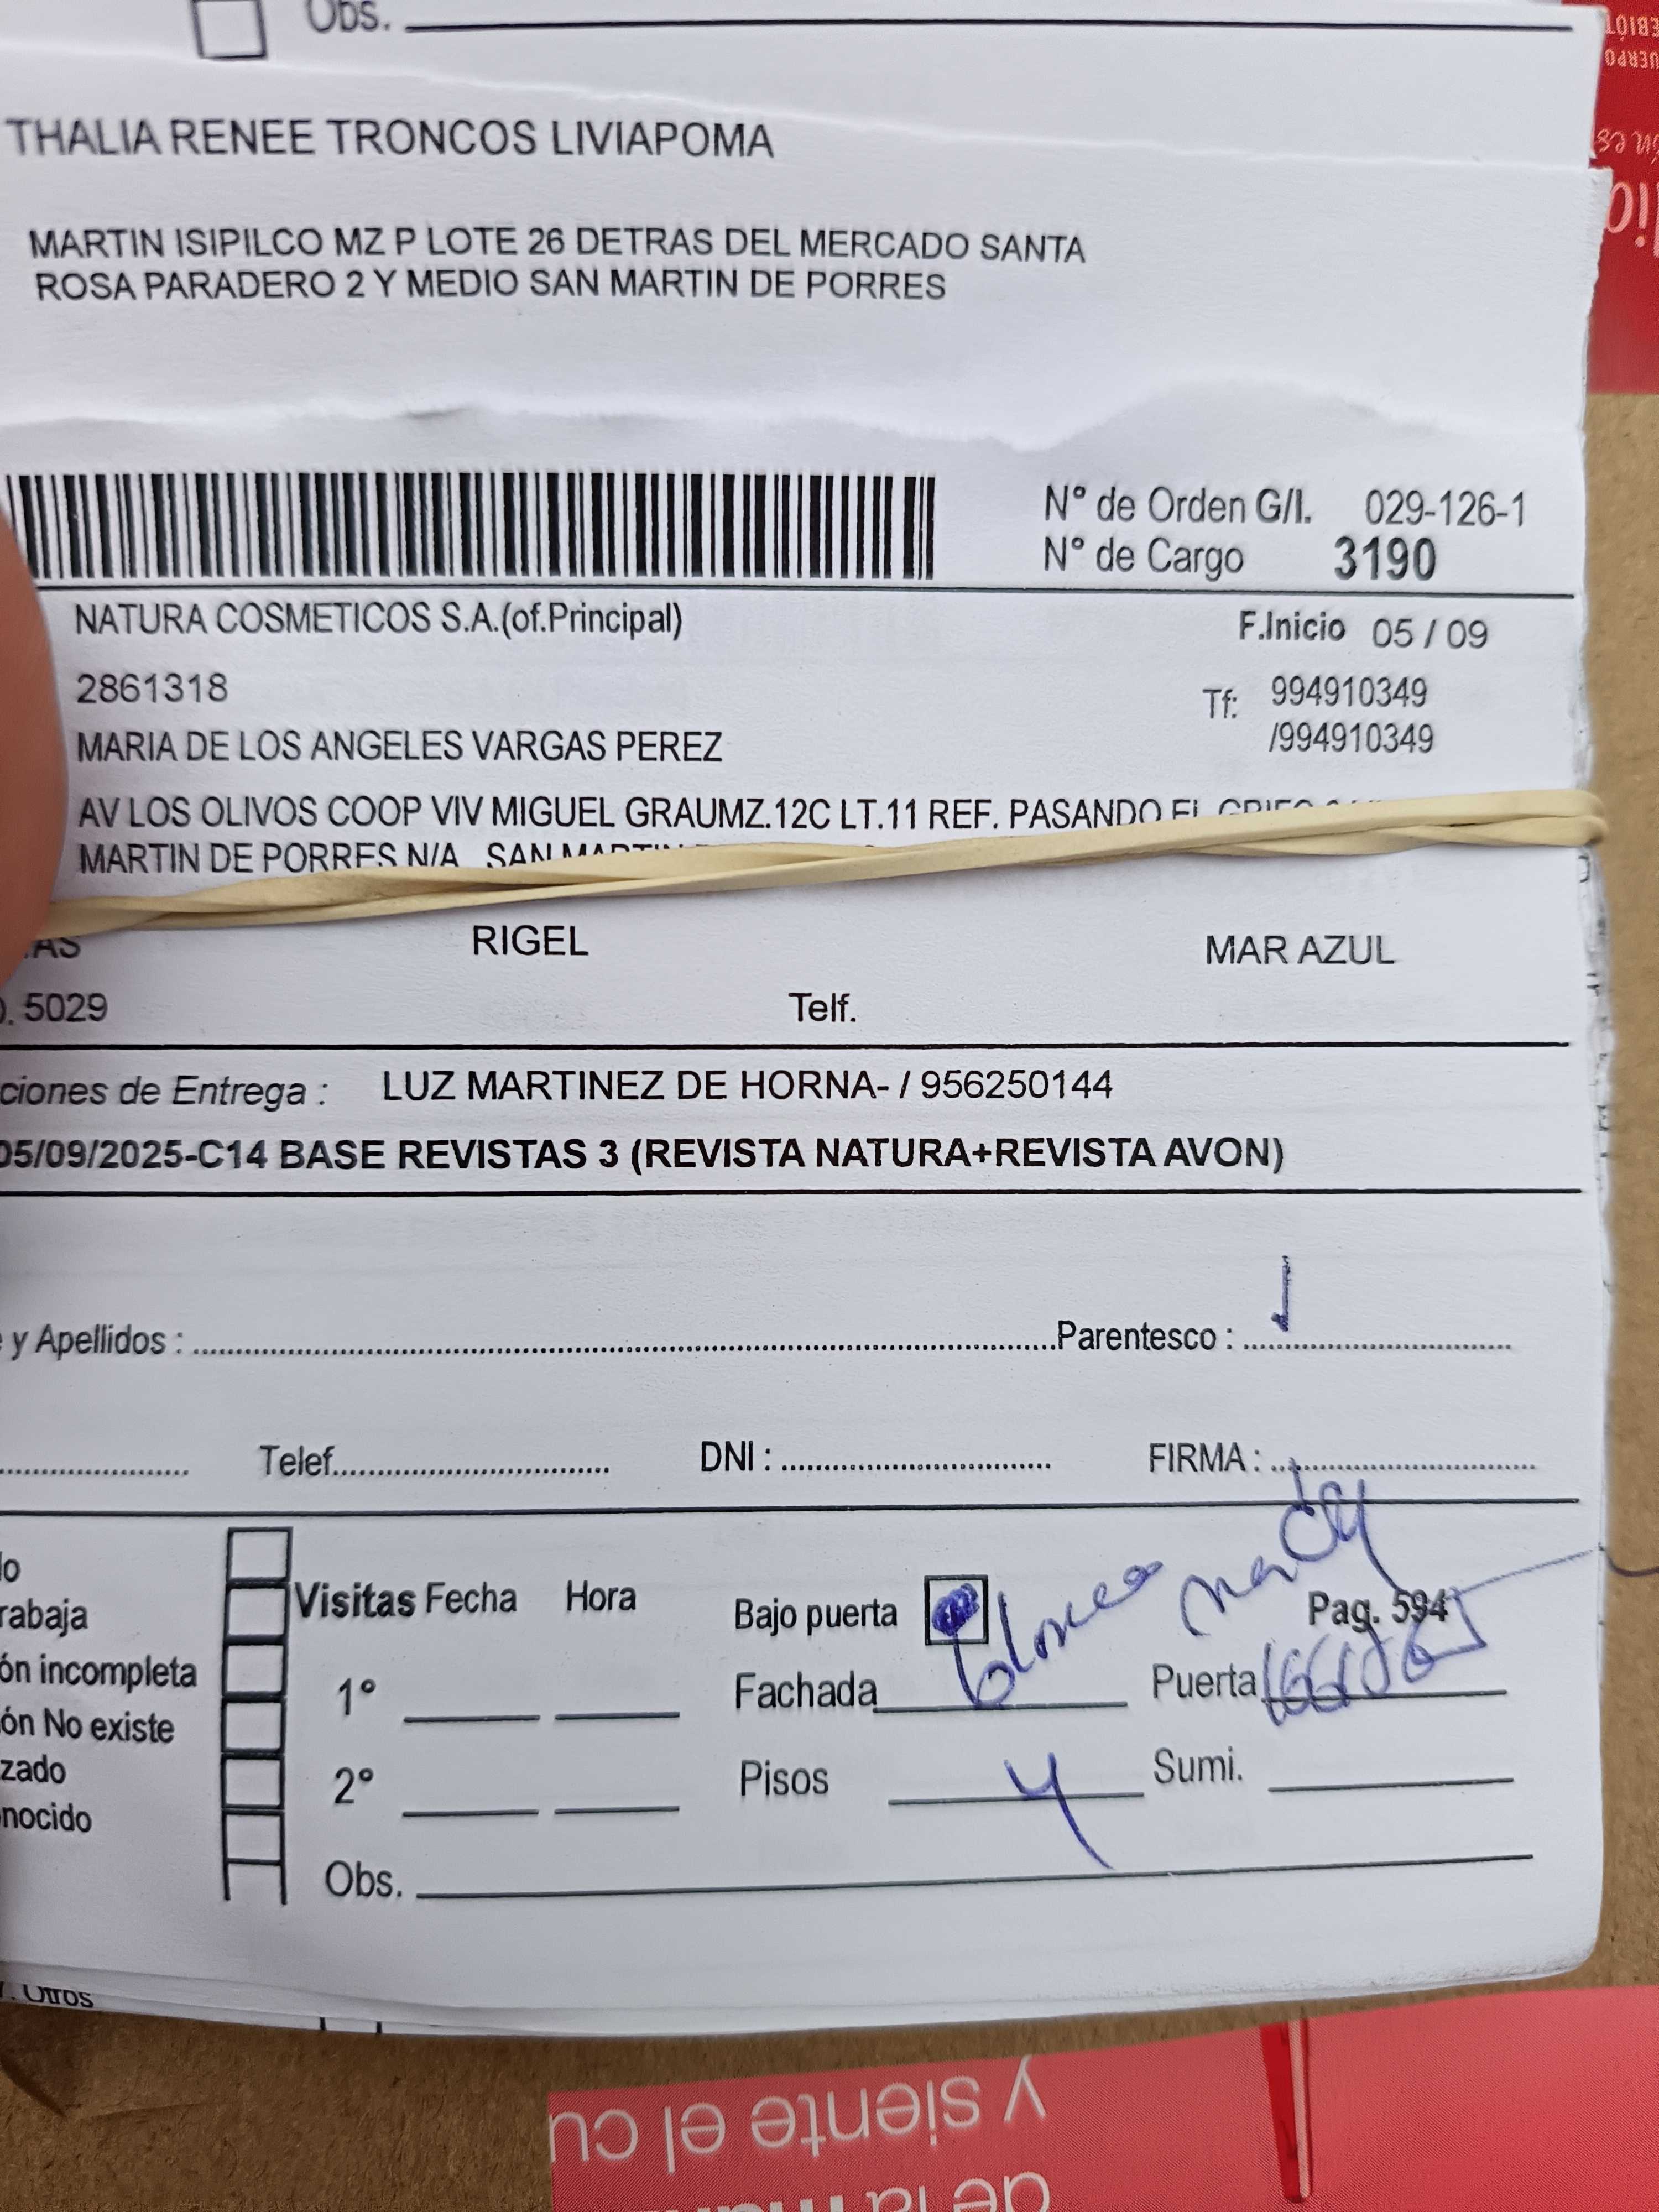 Obs.
THALIA RENEE TRONCOS LIVIAPOMA
MARTIN ISIPILCO MZ P LOTE 26 DETRAS DEL MERCADO SANTA
ROSA PARADERO 2 Y MEDIO SAN MARTIN DE PORRES
N° de Orden G/I. 029-126-1
N° de Cargo 3190
NATURA COSMETICOS S.A.(of.Principal) F.Inicio 05 / 09
2861318 Tf: 994910349
/994910349
MARIA DE LOS ANGELES VARGAS PEREZ
AV LOS OLIVOS COOP VIV MIGUEL GRAUMZ.12C LT.11 REF. PASANDO EL
MARTIN DE PORRES N/A SAN MARTIN
AS RIGEL MAR AZUL
. 5029 Telf.
ciones de Entrega : LUZ MARTINEZ DE HORNA- / 956250144
05/09/2025-C14 BASE REVISTAS 3 (REVISTA NATURA+REVISTA AVON)
y Apellidos : Parentesco :
Telef. DNI : FIRMA :
lo
rabaja
ón incompleta
ón No existe
zado
nocido
Visitas Fecha Hora
1°
2°
Obs.
Bajo puerta Pag. 594
Fachada Puerta
Pisos 4 Sumi.
. Otros
y siente el cu
de la